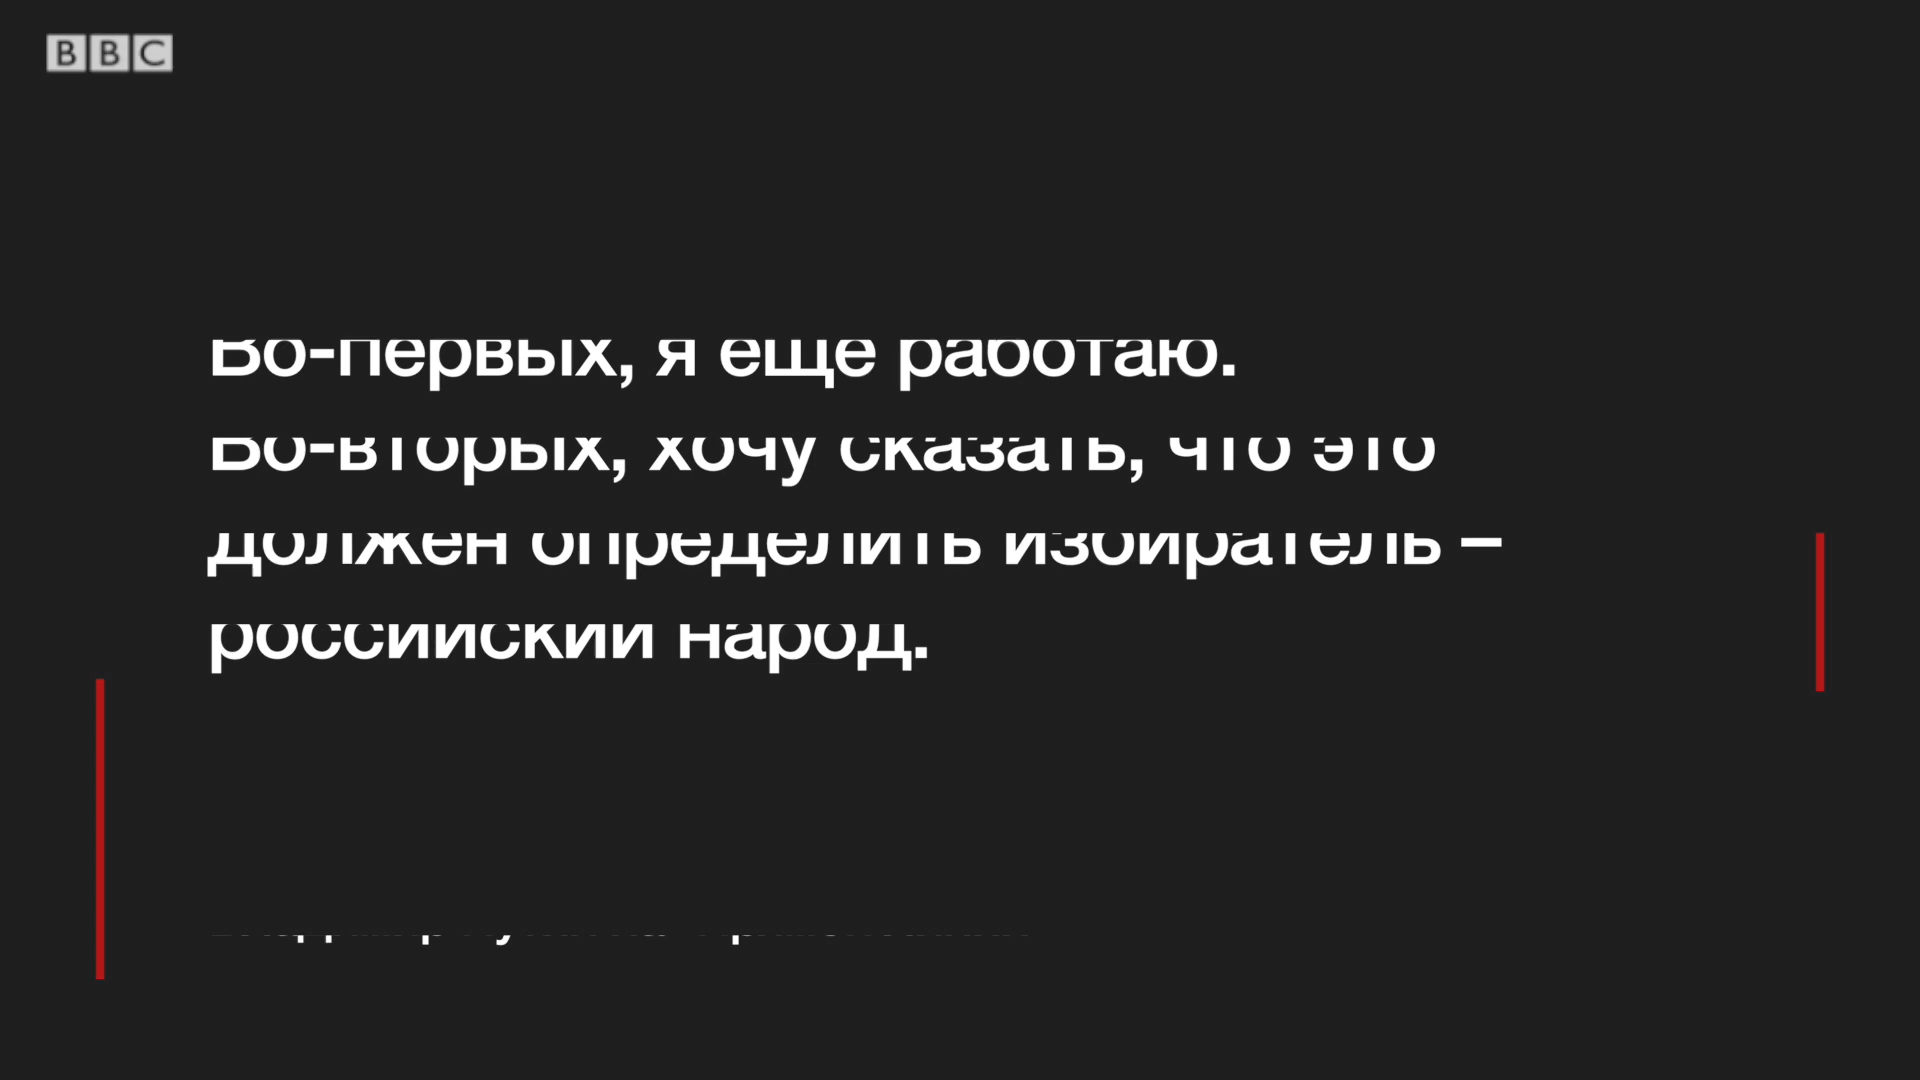 BBC
Во-первых, я еще работаю.
Во-вторых, хочу сказать, что это
должен определить избиратель –
российский народ.